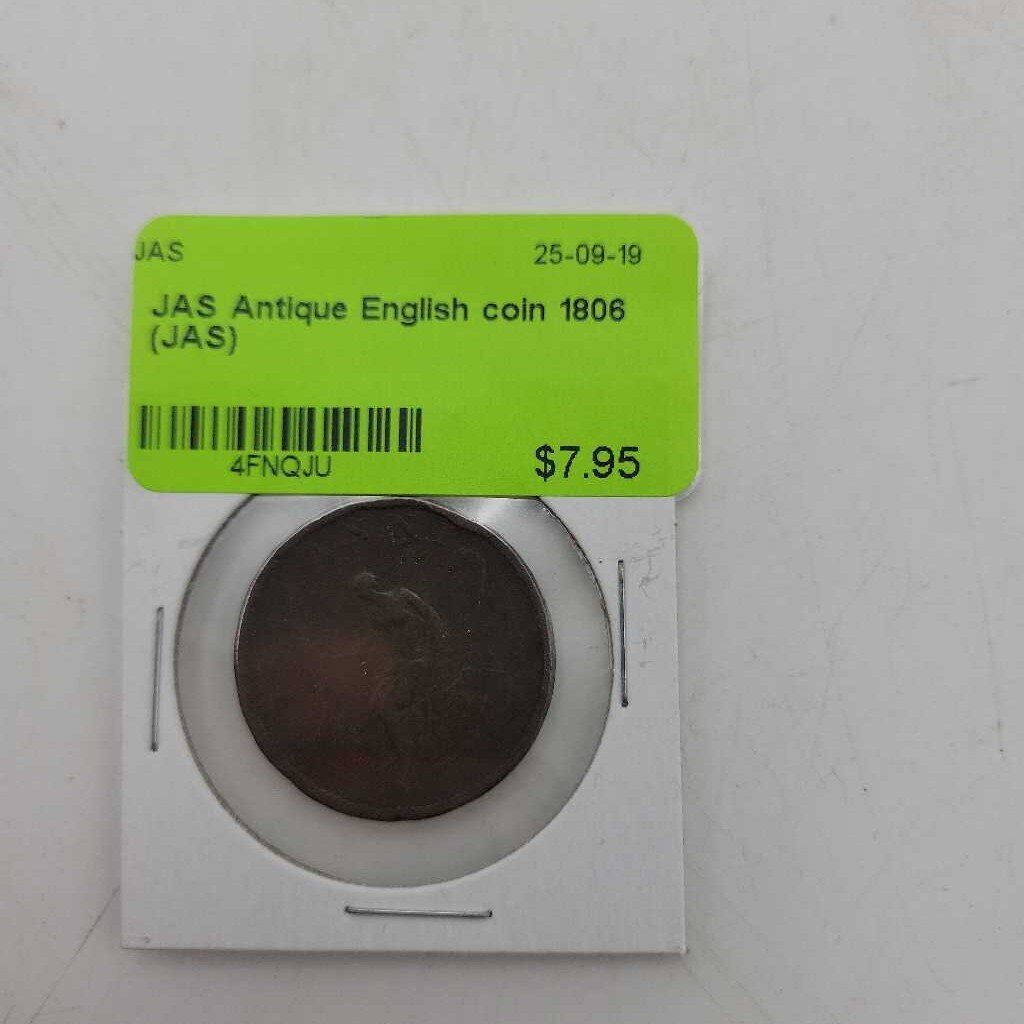 JAS 25-09-19
JAS Antique English coin 1806
(JAS)
4FNQJU
$7.95